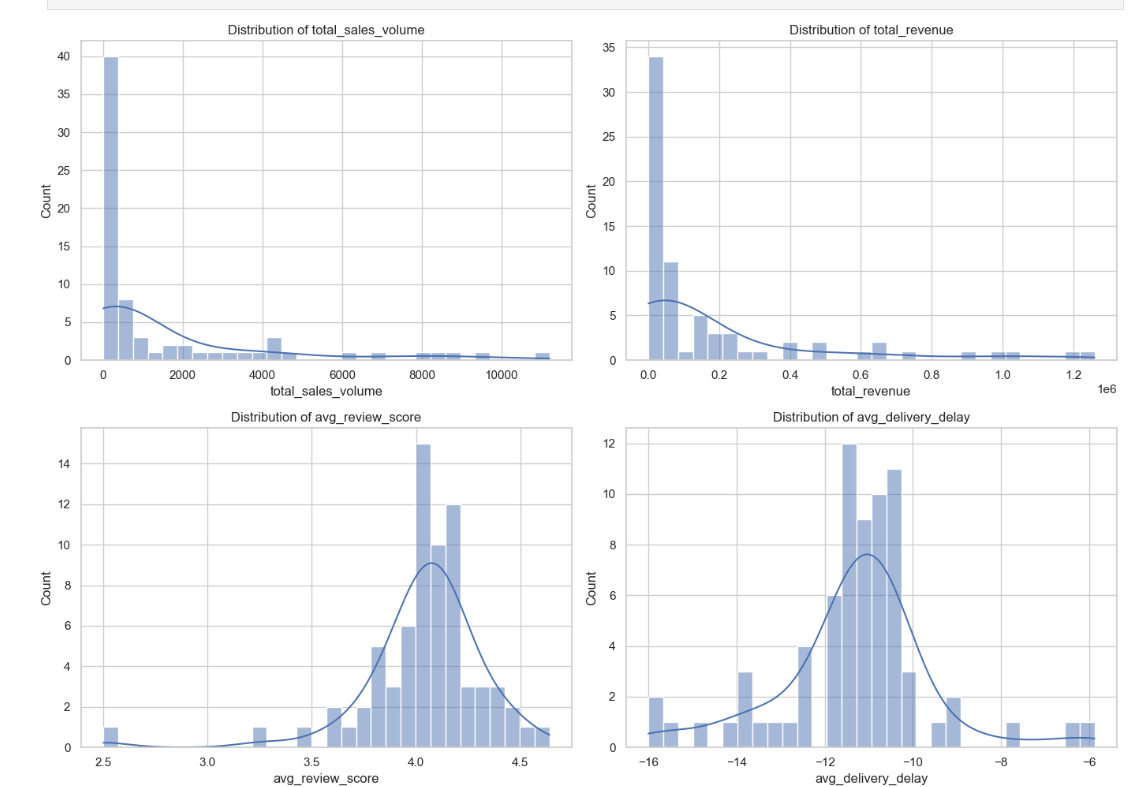 Distribution of total_sales_volume
Count
40
35
30
25
20
15
10
5
0
0 2000 4000 6000 8000 10000
total_sales_volume
Distribution of total_revenue
Count
35
30
25
20
15
10
5
0
0.0 0.2 0.4 0.6 0.8 1.0 1.2
1e6
total_revenue
Distribution of avg_review_score
Count
14
12
10
8
6
4
2
0
2.5 3.0 3.5 4.0 4.5
avg_review_score
Distribution of avg_delivery_delay
Count
12
10
8
6
4
2
0
−16 −14 −12 −10 −8 −6
avg_delivery_delay